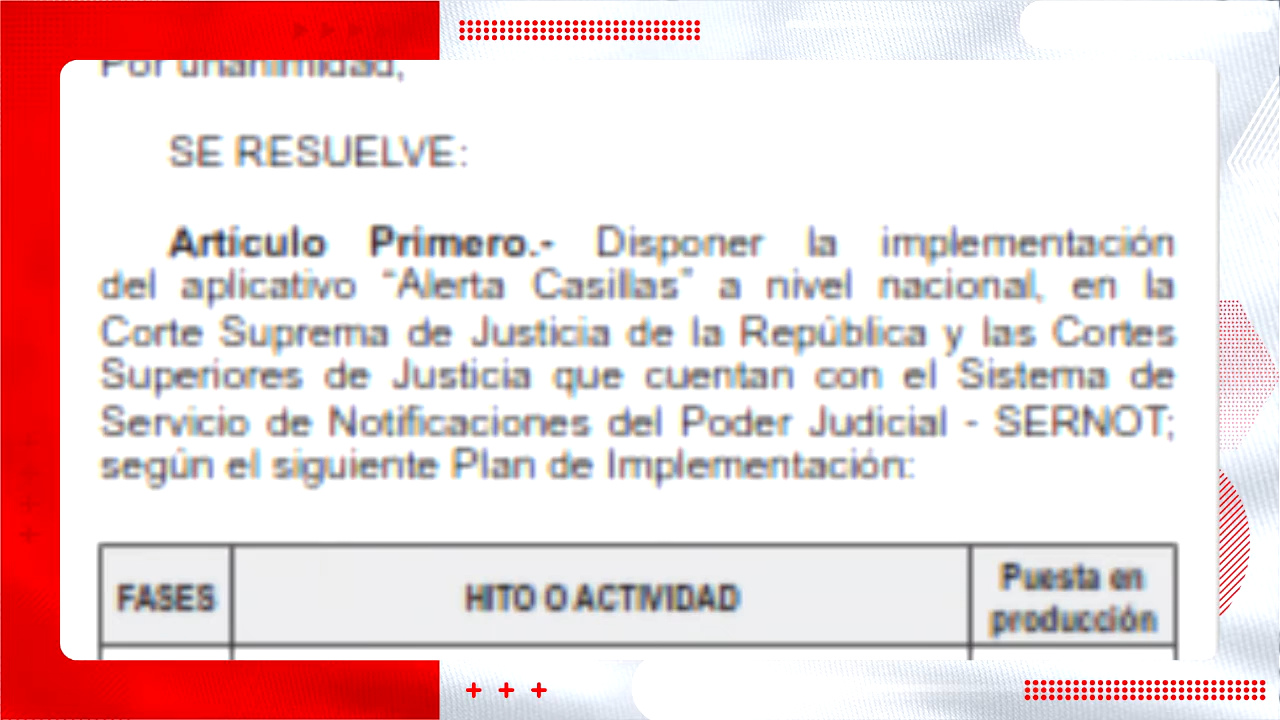 Por unanimidad,
SE RESUELVE:
Artículo Primero.- Disponer la implementación
del aplicativo “Alerta Casillas” a nivel nacional, en la
Corte Suprema de Justicia de la República y las Cortes
Superiores de Justicia que cuentan con el Sistema de
Servicio de Notificaciones del Poder Judicial - SERNOT;
según el siguiente Plan de Implementación:
FASES
HITO O ACTIVIDAD
Puesta en
producción